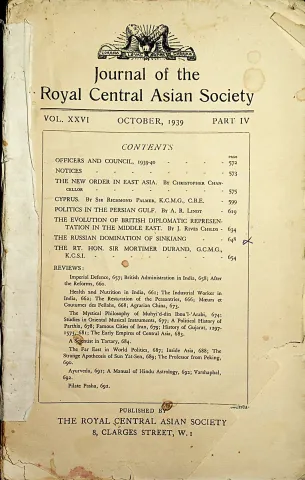 Journal of the
Royal Central Asian Society
VOL. XXVI OCTOBER, 1939 PART IV
CONTENTS
PAGE
OFFICERS AND COUNCIL, 1939-40 - - - - 572
NOTICES - - - - - - - 573
THE NEW ORDER IN EAST ASIA. BY CHRISTOPHER CHAN-
CELLOR - - - - - - - 575
CYPRUS. BY SIR RICHMOND PALMER, K.C.M.G., C.B.E. - 599
POLITICS IN THE PERSIAN GULF. BY A. R. LINDT - 619
THE EVOLUTION OF BRITISH DIPLOMATIC REPRESEN-
TATION IN THE MIDDLE EAST. BY J. RIVES CHILDS - 634
THE RUSSIAN DOMINATION OF SINKIANG - - 648
THE RT. HON. SIR MORTIMER DURAND, G.C.M.G.,
K.C.S.I. - - - - - - - 654
REVIEWS:
Imperial Defence, 657; British Administration in India, 658; After
the Reforms, 660.
Health and Nutrition in India, 661; The Industrial Worker in
India, 662; The Restoration of the Peasantries, 666; Mœurs et
Coutumes des Fellahs, 668; Agrarian China, 673.
The Mystical Philosophy of Muhyi'd-din Ibnu'l-'Arabi, 674;
Studies in Oriental Musical Instruments, 677; A Political History of
Parthia, 678; Famous Cities of Iran, 679; History of Gujarat, 1297-
1573, 681; The Early Empires of Central Asia, 683.
A Scientist in Tartary, 684.
The Far East in World Politics, 687; Inside Asia, 688; The
Strange Apotheosis of Sun Yat-Sen, 689; The Professor from Peking,
690.
Ayurveda, 691; A Manual of Hindu Astrology, 692; Varshaphal,
692.
Pilate Pasha, 692.
PUBLISHED BY
THE ROYAL CENTRAL ASIAN SOCIETY
8, CLARGES STREET, W.1